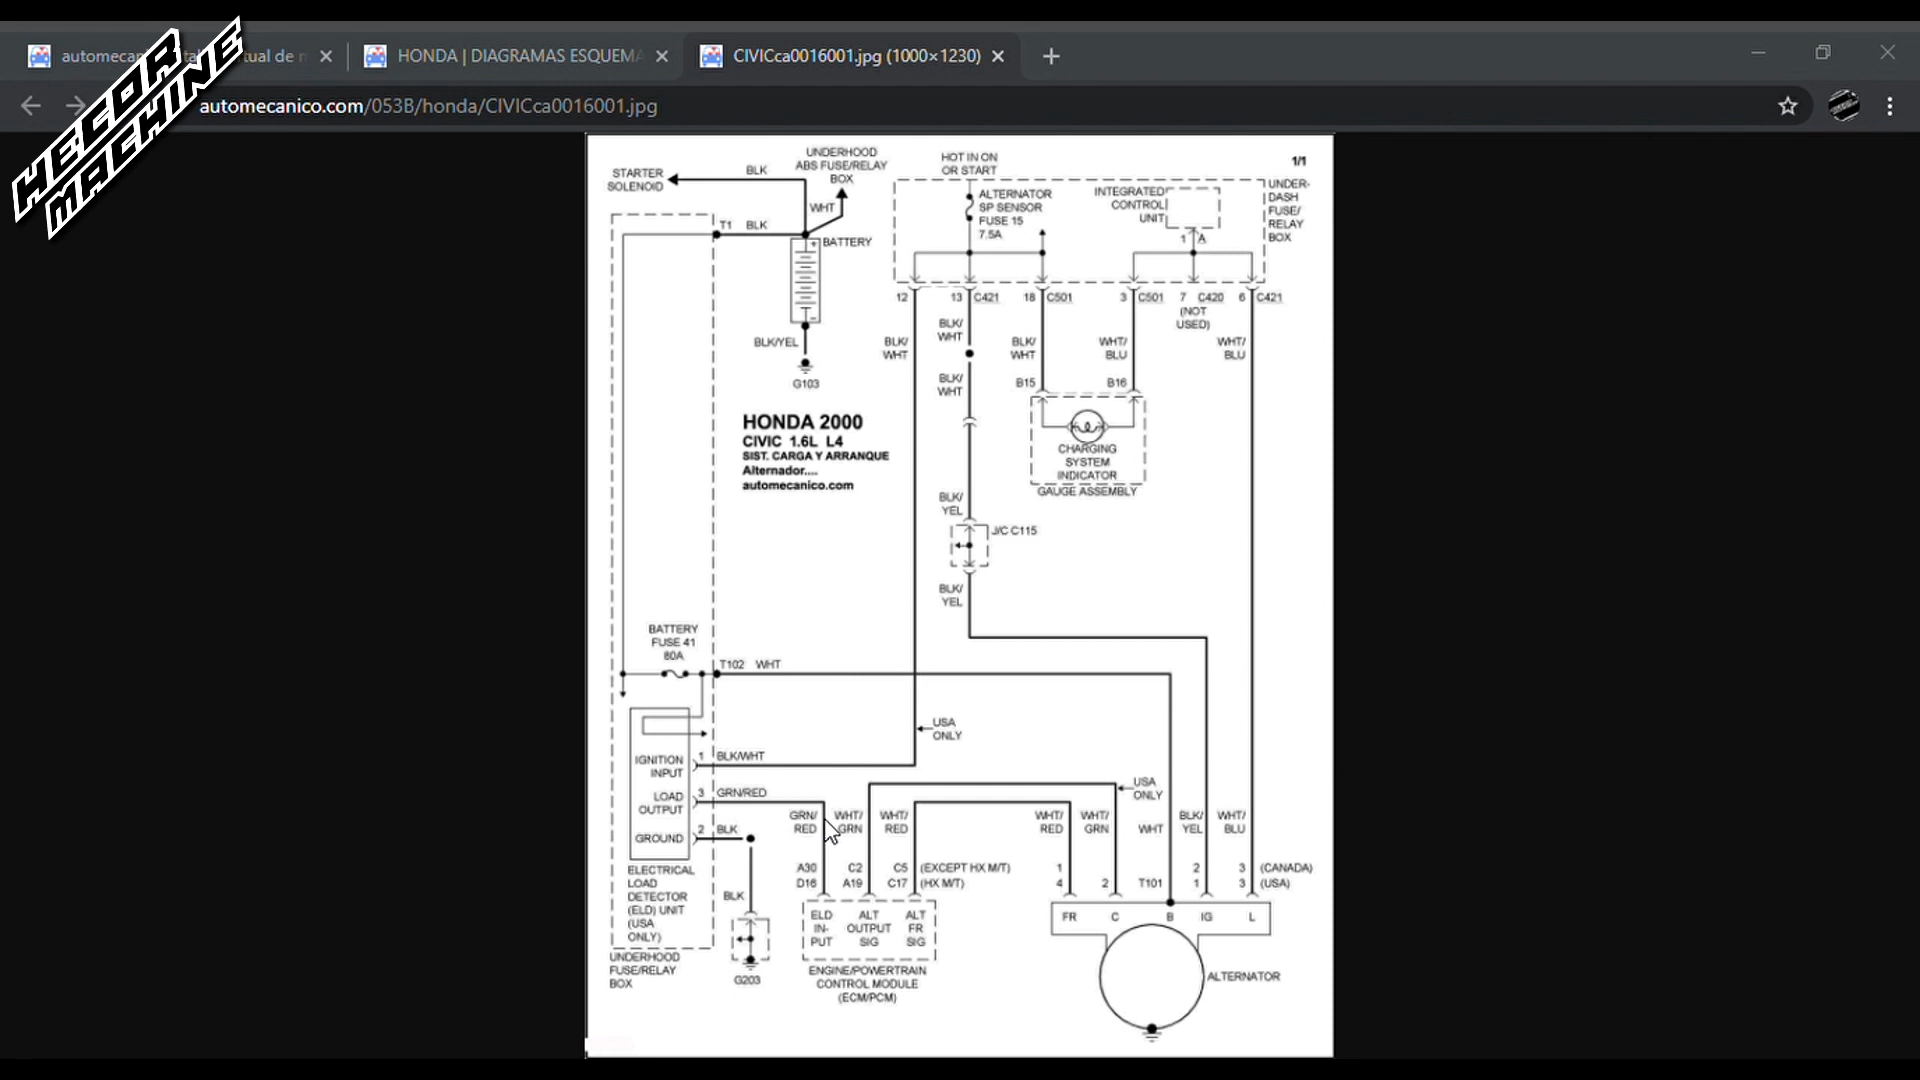 HECOR
MACHINE
automecani
tal
tual de m
HONDA | DIAGRAMAS ESQUEMA
CIVICca0016001.jpg (1000×1230)
automecanico.com/053B/honda/CIVICca0016001.jpg
1/1
STARTER
SOLENOID
BLK
UNDERHOOD
ABS FUSE/RELAY
BOX
WHT
T1 BLK
BATTERY
+
-
BLK/YEL
G103
HOT IN ON
OR START
ALTERNATOR
SP SENSOR
FUSE 15
7.5A
INTEGRATED
CONTROL
UNIT
1 A
UNDER-
DASH
FUSE/
RELAY
BOX
12 13 C421 18 C501 3 C501 7 C420 6 C421
(NOT
USED)
BLK/
WHT
BLK/
WHT
BLK/
WHT
BLK/
WHT
WHT/
BLU
WHT/
BLU
B15 B16
CHARGING
SYSTEM
INDICATOR
GAUGE ASSEMBLY
HONDA 2000
CIVIC 1.6L L4
SIST. CARGA Y ARRANQUE
Alternador....
automecanico.com
BLK/
YEL
J/C C115
BLK/
YEL
BATTERY
FUSE 41
80A
T102 WHT
USA
ONLY
IGNITION
INPUT
1 BLK/WHT
LOAD
OUTPUT
3 GRN/RED
GROUND
2 BLK
ELECTRICAL
LOAD
DETECTOR
(ELD) UNIT
(USA
ONLY)
UNDERHOOD
FUSE/RELAY
BOX
BLK
G203
USA
ONLY
GRN/
RED
WHT/
GRN
WHT/
RED
WHT/
RED
WHT/
GRN
WHT
BLK/
YEL
WHT/
BLU
A30 C2 C5 (EXCEPT HX M/T) 1 2 3 (CANADA)
D16 A19 C17 (HX M/T) 4 2 T101 1 3 (USA)
ELD
IN-
PUT
ALT
OUTPUT
SIG
ALT
FR
SIG
ENGINE/POWERTRAIN
CONTROL MODULE
(ECM/PCM)
FR C B IG L
ALTERNATOR